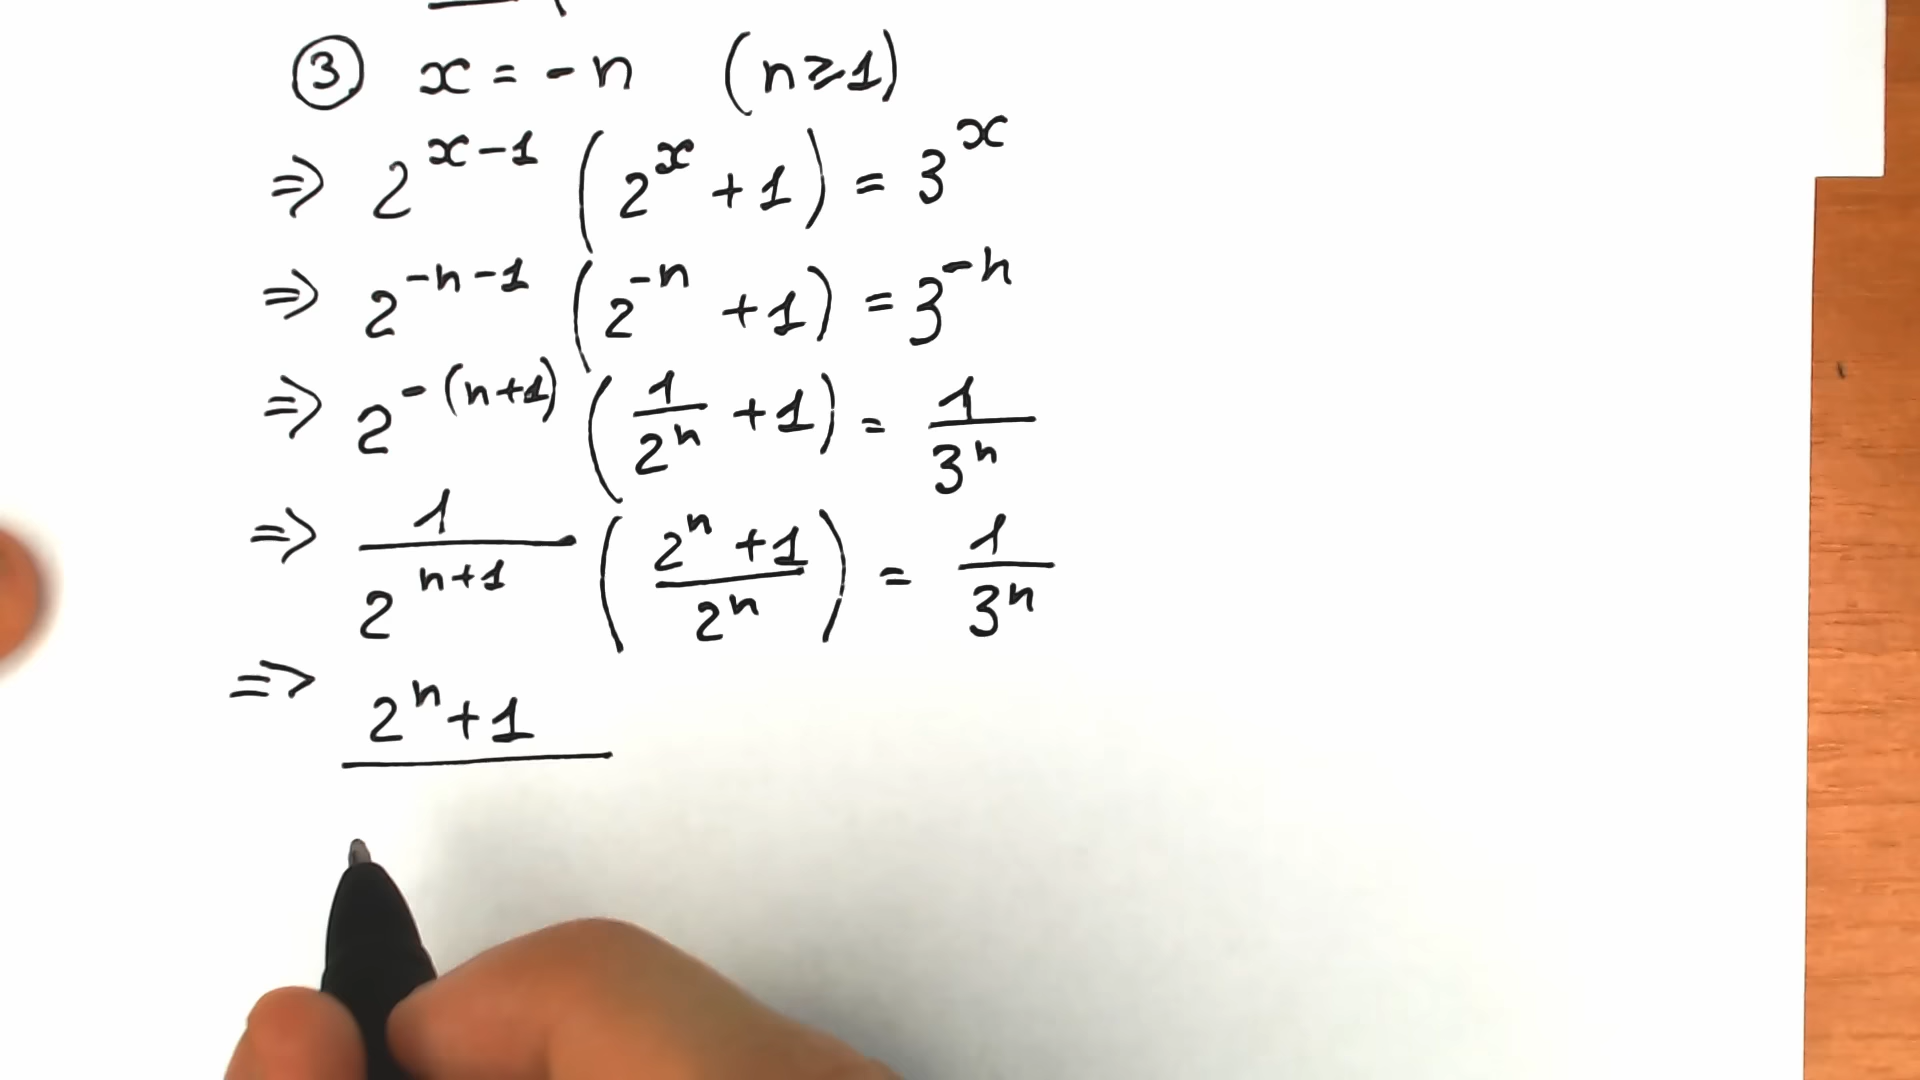 ③ x = -n (n≥1)
⇒ 2^(x-1) (2^x + 1) = 3^x
⇒ 2^(-n-1) (2^(-n) + 1) = 3^(-n)
⇒ 2^(-(n+1)) (1/2^n + 1) = 1/3^n
⇒ 1/2^(n+1) ((2^n + 1)/2^n) = 1/3^n
⇒ 2^n + 1